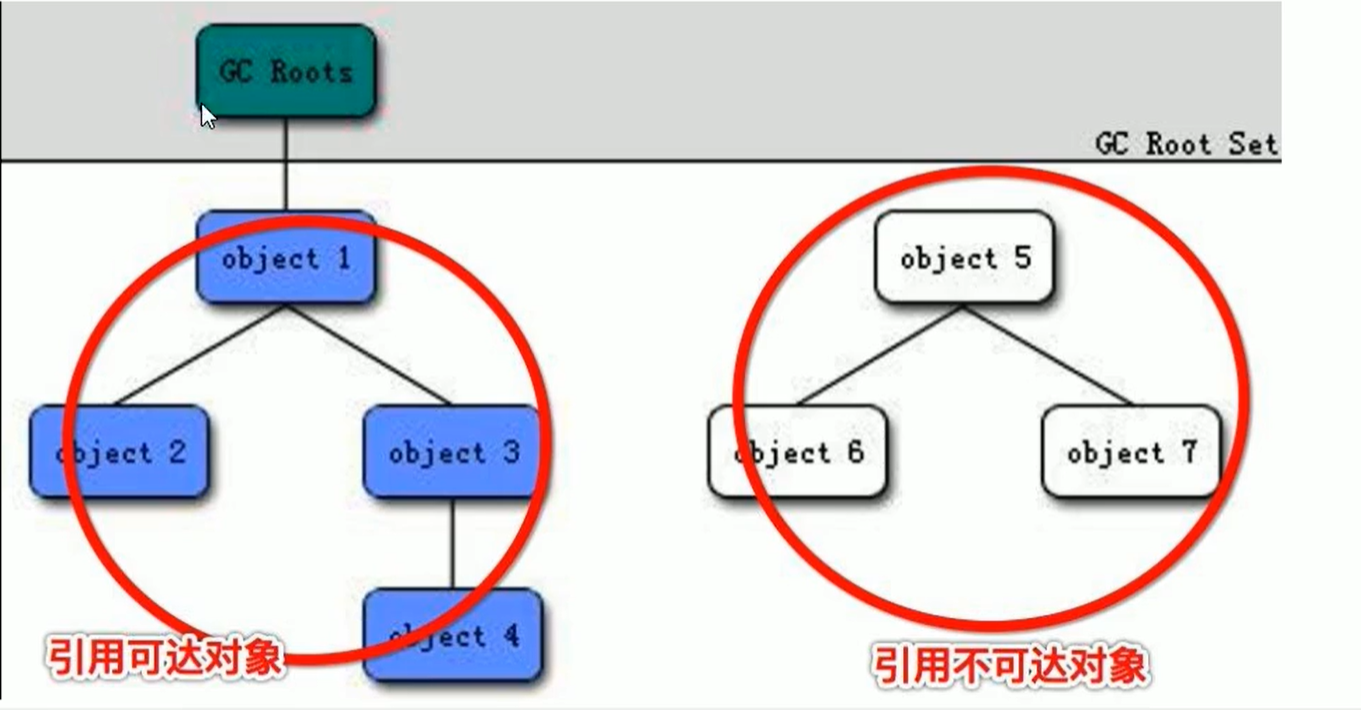 GC Roots
GC Root Set
object 1
object 5
object 2
object 3
object 6
object 7
object 4
引用可达对象
引用不可达对象